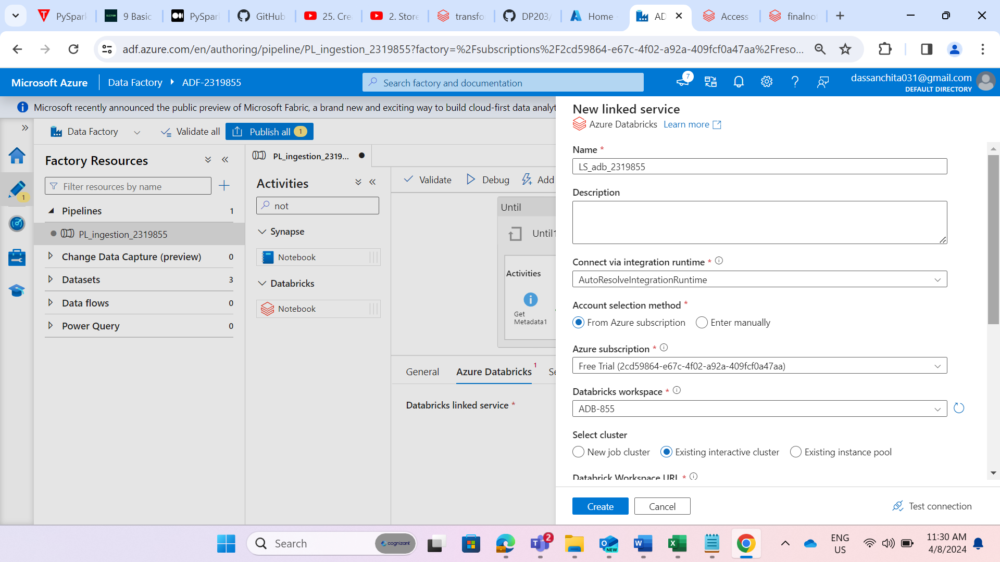 PySpark
9 Basic
PySpark
GitHub
25. Cre
2. Store
transfo
DP203/
Home
AD
Access
finalnot
adf.azure.com/en/authoring/pipeline/PL_ingestion_2319855?factory=%2Fsubscriptions%2F2cd59864-e67c-4f02-a92a-409fcf0a47aa%2Freso...
Microsoft Azure
Data Factory
ADF-2319855
Search factory and documentation
7
dassanchita031@gmail.com
DEFAULT DIRECTORY
Microsoft recently announced the public preview of Microsoft Fabric, a brand new and exciting way to build cloud-first data analyt
Data Factory
Validate all
Publish all 1
1
Factory Resources
Filter resources by name
Pipelines 1
PL_ingestion_2319855
Change Data Capture (preview) 0
Datasets 3
Data flows 0
Power Query 0
PL_ingestion_2319...
Activities
not
Synapse
Notebook
Databricks
Notebook
Validate
Debug
Add
Until
Until1
Activities
Get
Metadata1
General
Azure Databricks 1
Se
Databricks linked service *
New linked service
Azure Databricks Learn more
Name *
LS_adb_2319855
Description
Connect via integration runtime *
AutoResolveIntegrationRuntime
Account selection method *
From Azure subscription
Enter manually
Azure subscription *
Free Trial (2cd59864-e67c-4f02-a92a-409fcf0a47aa)
Databricks workspace *
ADB-855
Select cluster
New job cluster
Existing interactive cluster
Existing instance pool
Databrick Workspace URL *
Create
Cancel
Test connection
Search
cognizant
2
NEW
ENG
US
11:30 AM
4/8/2024